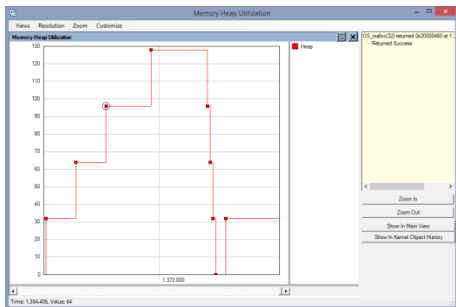 Memory Heap Utilization
Views Resolution Zoom Customize
Memory Heap Utilization
Heap
130
120
110
100
90
80
70
60
50
40
30
20
10
0
1.370.000
OS_malloc(32) returned 0x20000460 at 1.
Returned Success
Zoom In
Zoom Out
Show In Main View
Show In Kernel Object History
Time: 1.364.406, Value: 64